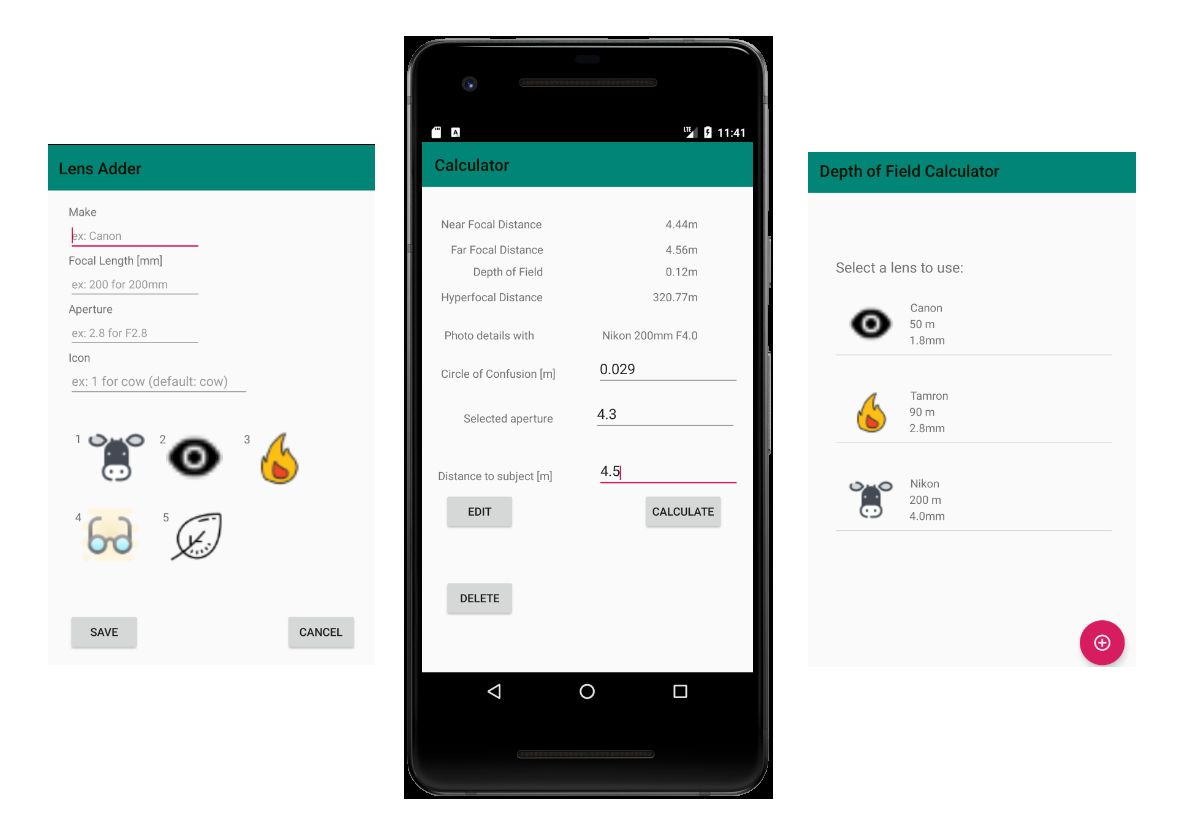 Lens Adder
Make
ex: Canon
Focal Length [mm]
ex: 200 for 200mm
Aperture
ex: 2.8 for F2.8
Icon
ex: 1 for cow (default: cow)
1 2 3
4 5
SAVE CANCEL
LTE 11:41
A
Calculator
Near Focal Distance 4.44m
Far Focal Distance 4.56m
Depth of Field 0.12m
Hyperfocal Distance 320.77m
Photo details with Nikon 200mm F4.0
Circle of Confusion [m] 0.029
Selected aperture 4.3
Distance to subject [m] 4.5
EDIT CALCULATE
DELETE
Depth of Field Calculator
Select a lens to use:
Canon
50 m
1.8mm
Tamron
90 m
2.8mm
Nikon
200 m
4.0mm